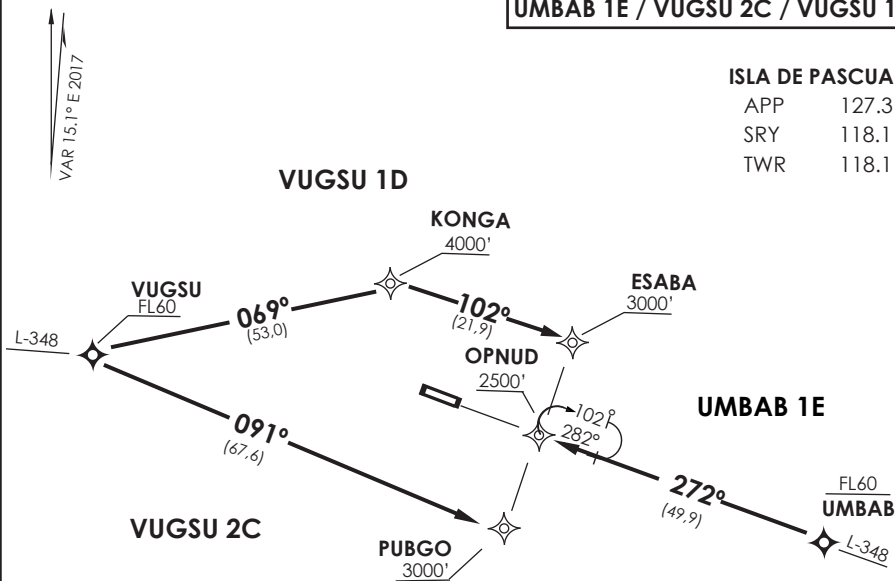 UMBAB 1E / VUGSU 2C / VUGSU 1
VAR 15.1° E 2017
ISLA DE PASCUA
APP 127.3
SRY 118.1
TWR 118.1
VUGSU 1D
KONGA
4000'
VUGSU
FL60
ESABA
3000'
069°
(53,0)
102°
(21,9)
L-348
OPNUD
2500'
102°
282°
UMBAB 1E
091°
(67,6)
272°
(49,9)
FL60
UMBAB
L-348
VUGSU 2C
PUBGO
3000'